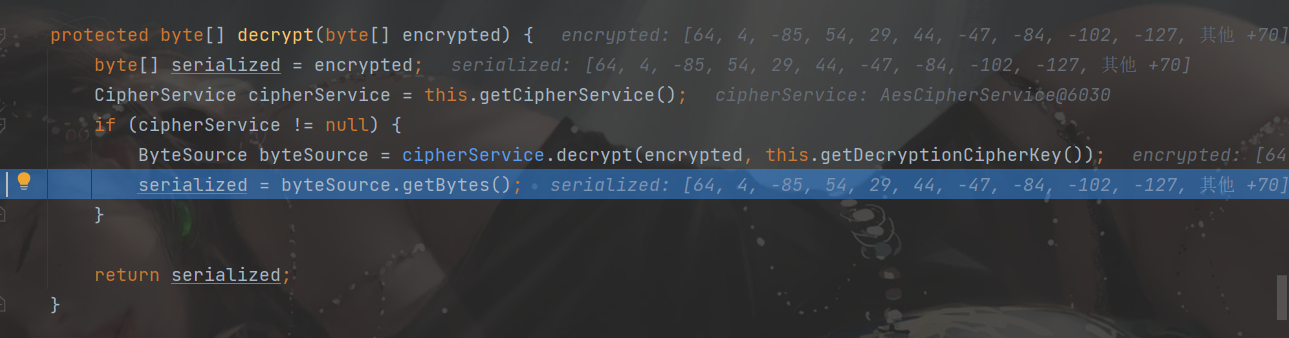 protected byte[] decrypt(byte[] encrypted) { encrypted: [64, 4, -85, 54, 29, 44, -47, -84, -102, -127, 其他 +70]
byte[] serialized = encrypted; serialized: [64, 4, -85, 54, 29, 44, -47, -84, -102, -127, 其他 +70]
CipherService cipherService = this.getCipherService(); cipherService: AesCipherService@6030
if (cipherService != null) {
ByteSource byteSource = cipherService.decrypt(encrypted, this.getDecryptionCipherKey()); encrypted: [64
serialized = byteSource.getBytes(); serialized: [64, 4, -85, 54, 29, 44, -47, -84, -102, -127, 其他 +70]
}
return serialized;
}